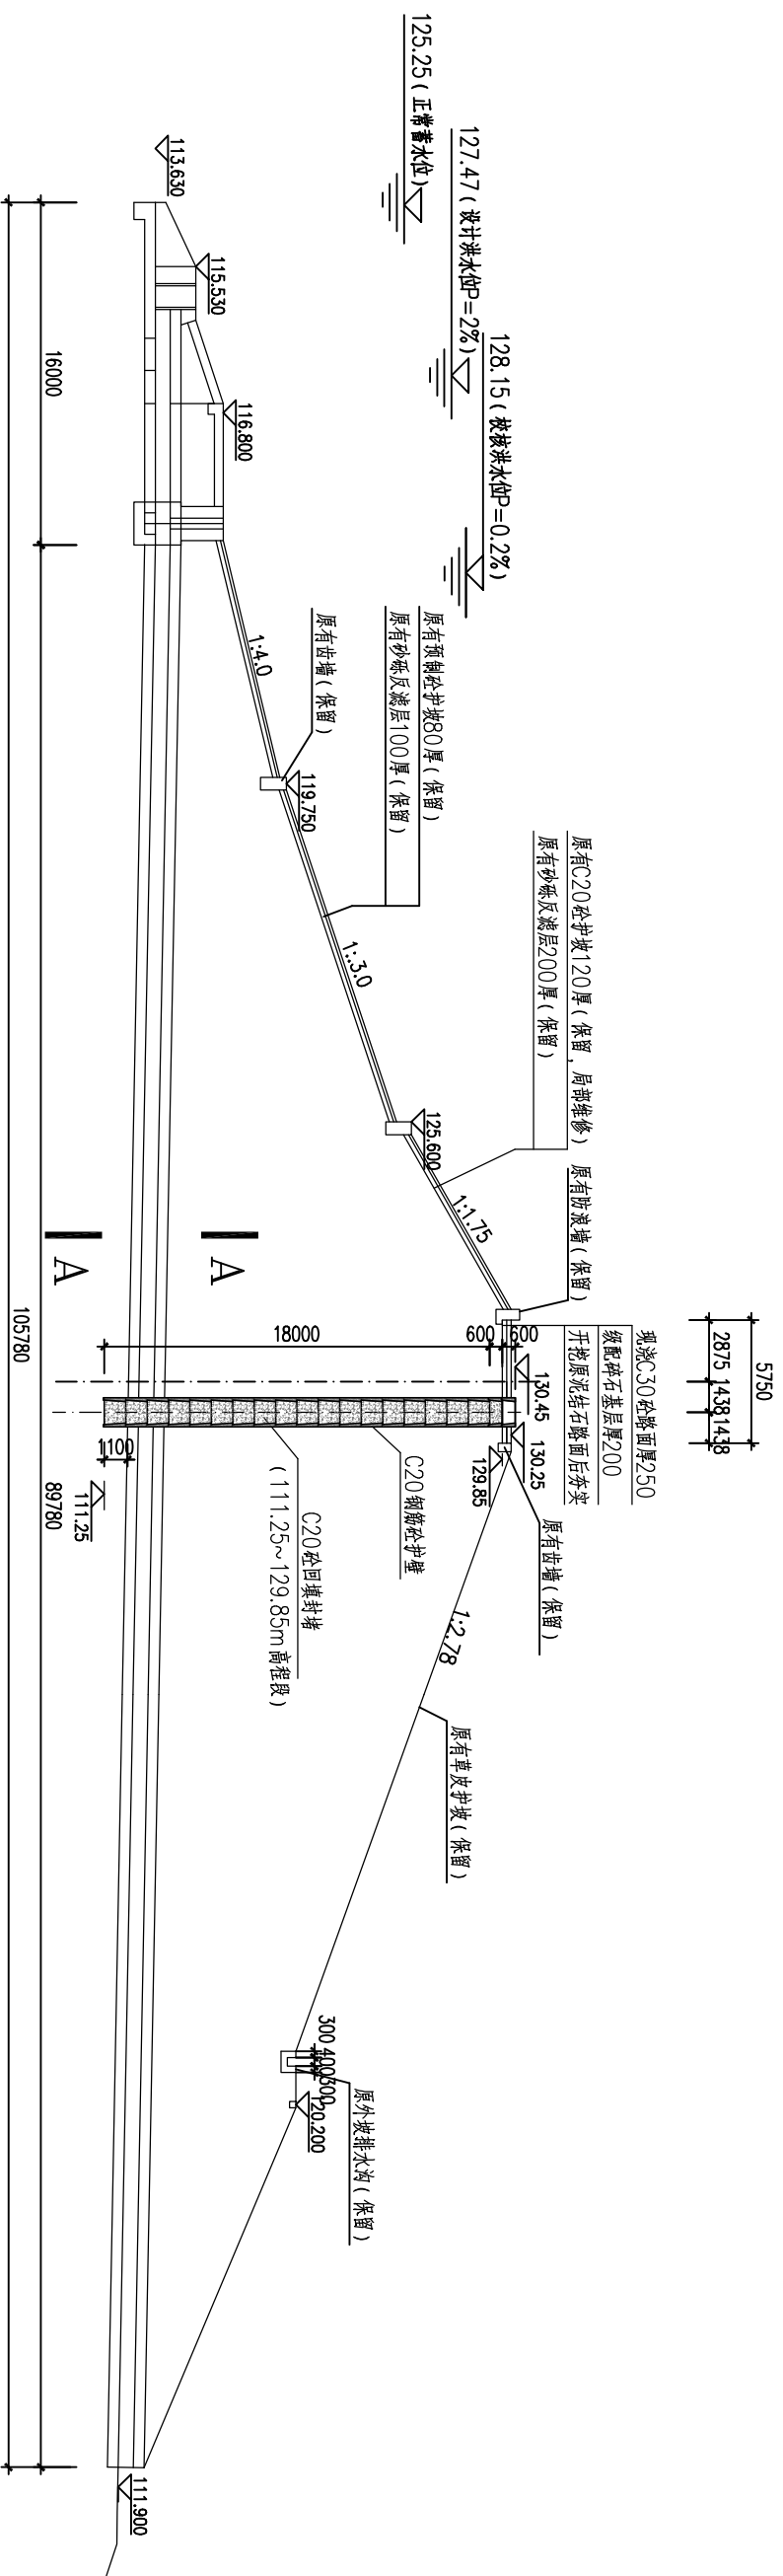 125.25(正常蓄水位)
127.47(设计洪水位P=2%)
128.15(校核洪水位P=0.2%)
113.630
115.530
116.800
16000
1:4.0
原有齿墙(保留)
119.750
原有预制砼护坡80厚(保留)
原有砂砾反滤层100厚(保留)
1:.3.0
原有C20砼护坡120厚(保留,局部维修)
原有砂砾反滤层200厚(保留)
125.600
1:1.75
原有防浪墙(保留)
A
A
5750
2875
1438
1438
现浇C30砼路面厚250
级配碎石基层厚200
开挖原泥结石路面后夯实
600
600
18000
130.45
130.25
129.85
1100
111.25
原有齿墙(保留)
C20钢筋砼护壁
C20砼回填封堵
(111.25~129.85m高程段)
1:2.78
原有草皮护坡(保留)
300
400
300
120.200
原外坡排水沟(保留)
111.900
89780
105780